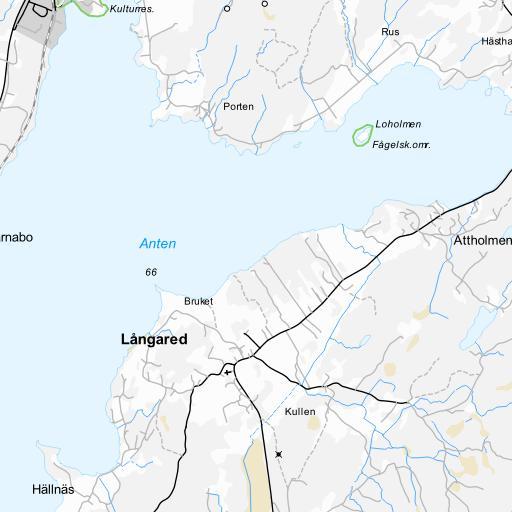 Kulturres.
Rus
Hästha
Porten
Loholmen
Fågelsk.omr.
rnabo
Anten
Attholmen
66
Bruket
Långared
Kullen
Hällnäs